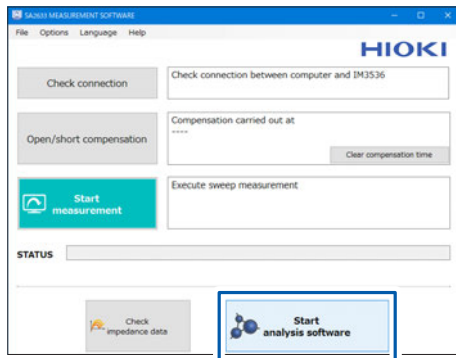 SA2633 MEASUREMENT SOFTWARE
File Options Language Help
HIOKI
Check connection
Check connection between computer and IM3536
Open/short compensation
Compensation carried out at
----
Clear compensation time
Start
measurement
Execute sweep measurement
STATUS
Check
impedance data
Start
analysis software